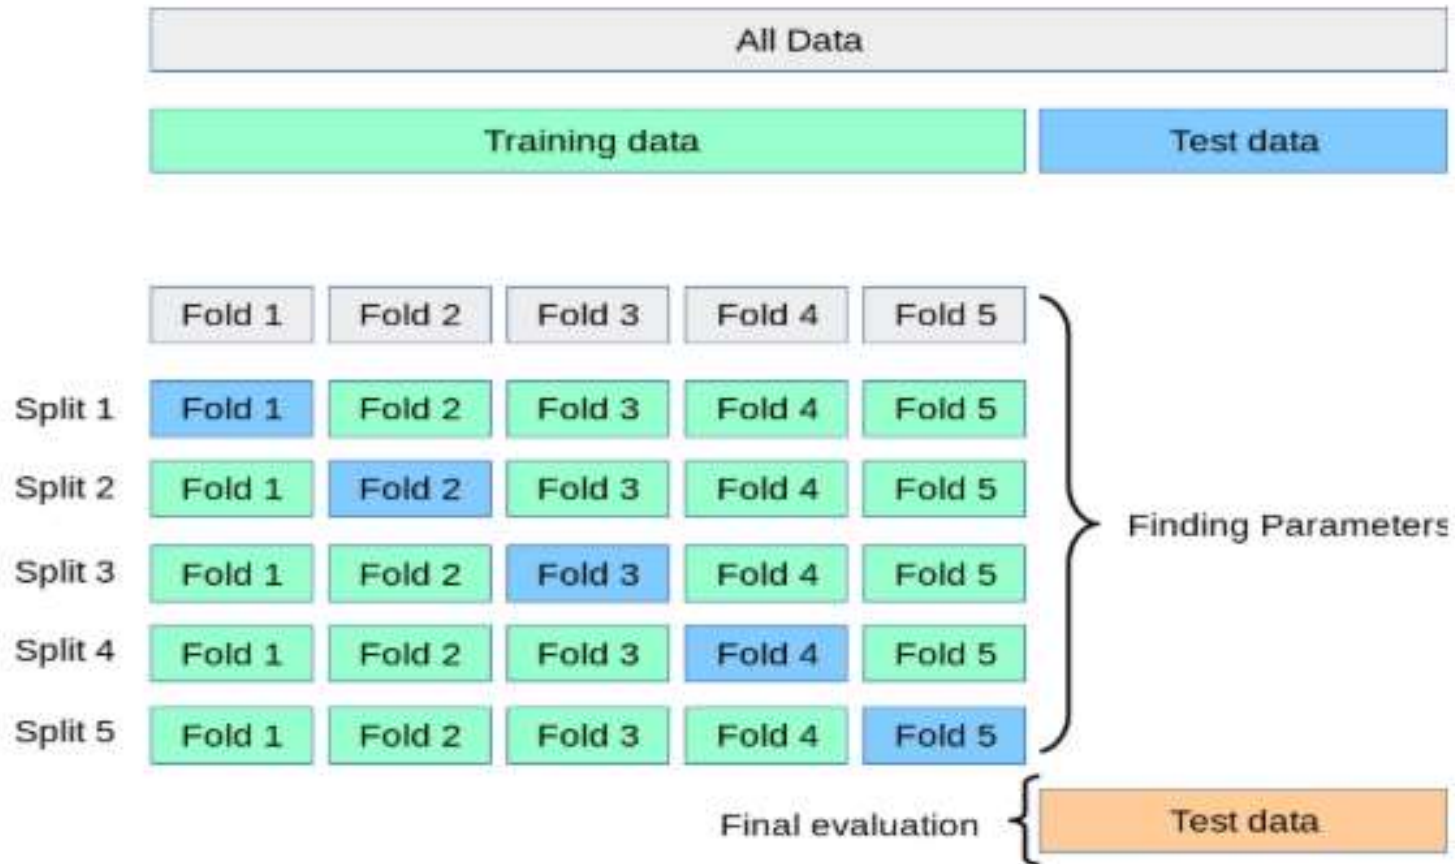 All Data
Training data Test data
Fold 1 Fold 2 Fold 3 Fold 4 Fold 5
Split 1 Fold 1 Fold 2 Fold 3 Fold 4 Fold 5
Split 2 Fold 1 Fold 2 Fold 3 Fold 4 Fold 5
Finding Parameters
Split 3 Fold 1 Fold 2 Fold 3 Fold 4 Fold 5
Split 4 Fold 1 Fold 2 Fold 3 Fold 4 Fold 5
Split 5 Fold 1 Fold 2 Fold 3 Fold 4 Fold 5
Final evaluation Test data